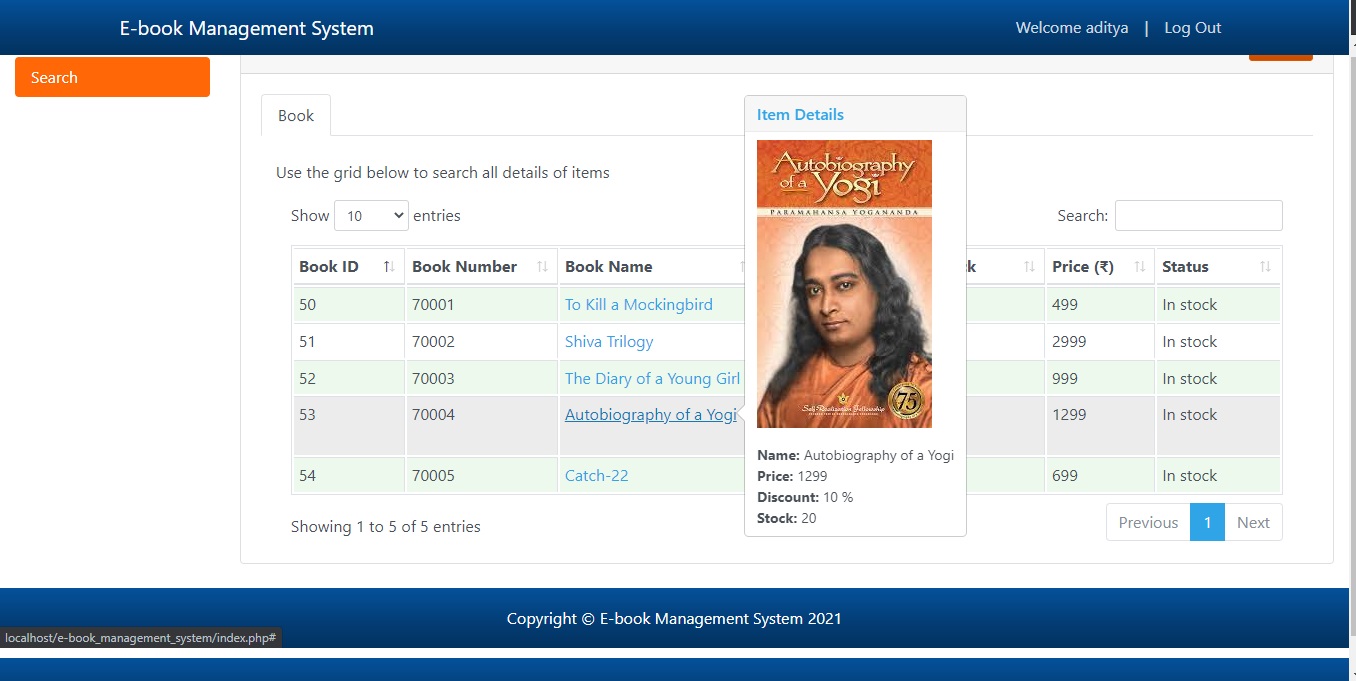 E-book Management System
Welcome aditya | Log Out
Search
Book
Item Details
Autobiography
of a Yogi
PARAMAHANSA YOGANANDA
Self-Realization Fellowship
75
Name: Autobiography of a Yogi
Price: 1299
Discount: 10 %
Stock: 20
Use the grid below to search all details of items
Show 10 entries
Search:
Book ID Book Number Book Name k Price (₹) Status
50 70001 To Kill a Mockingbird 499 In stock
51 70002 Shiva Trilogy 2999 In stock
52 70003 The Diary of a Young Girl 999 In stock
53 70004 Autobiography of a Yogi 1299 In stock
54 70005 Catch-22 699 In stock
Showing 1 to 5 of 5 entries
Previous 1 Next
Copyright © E-book Management System 2021
localhost/e-book_management_system/index.php#